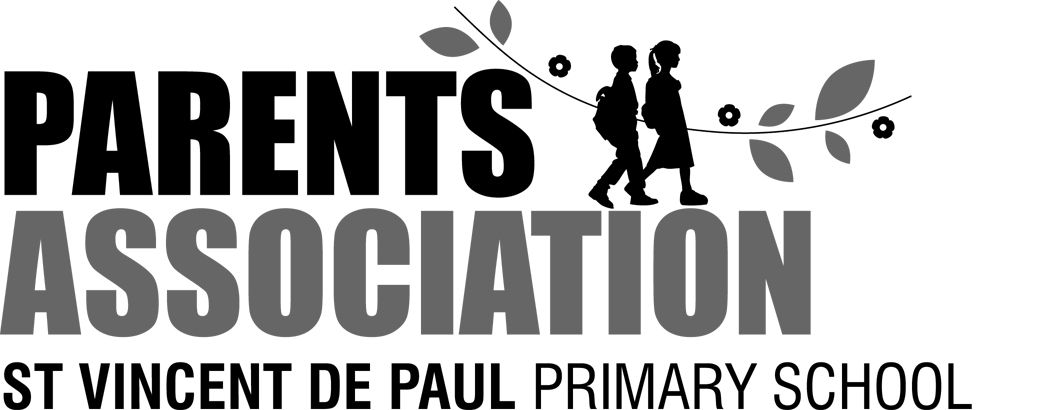 PARENTS
ASSOCIATION
ST VINCENT DE PAUL PRIMARY SCHOOL